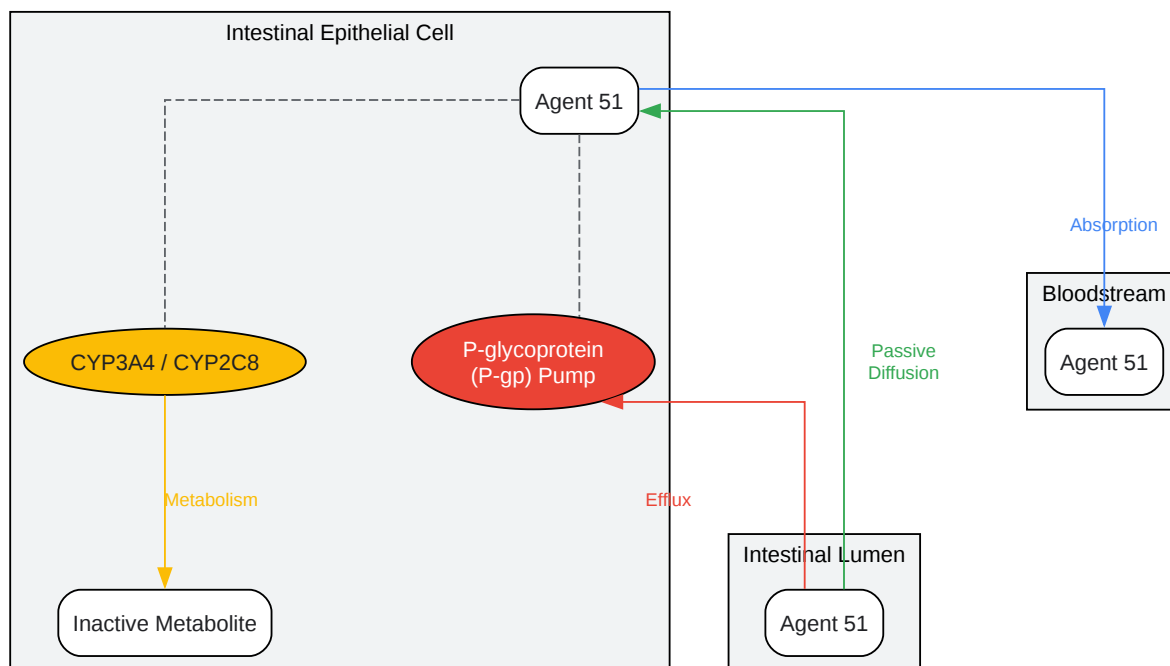 Intestinal Epithelial Cell
Agent 51
Absorption
Bloodstream
Agent 51
CYP3A4 / CYP2C8
P-glycoprotein
(P-gp) Pump
Passive
Diffusion
Metabolism
Efflux
Intestinal Lumen
Inactive Metabolite
Agent 51